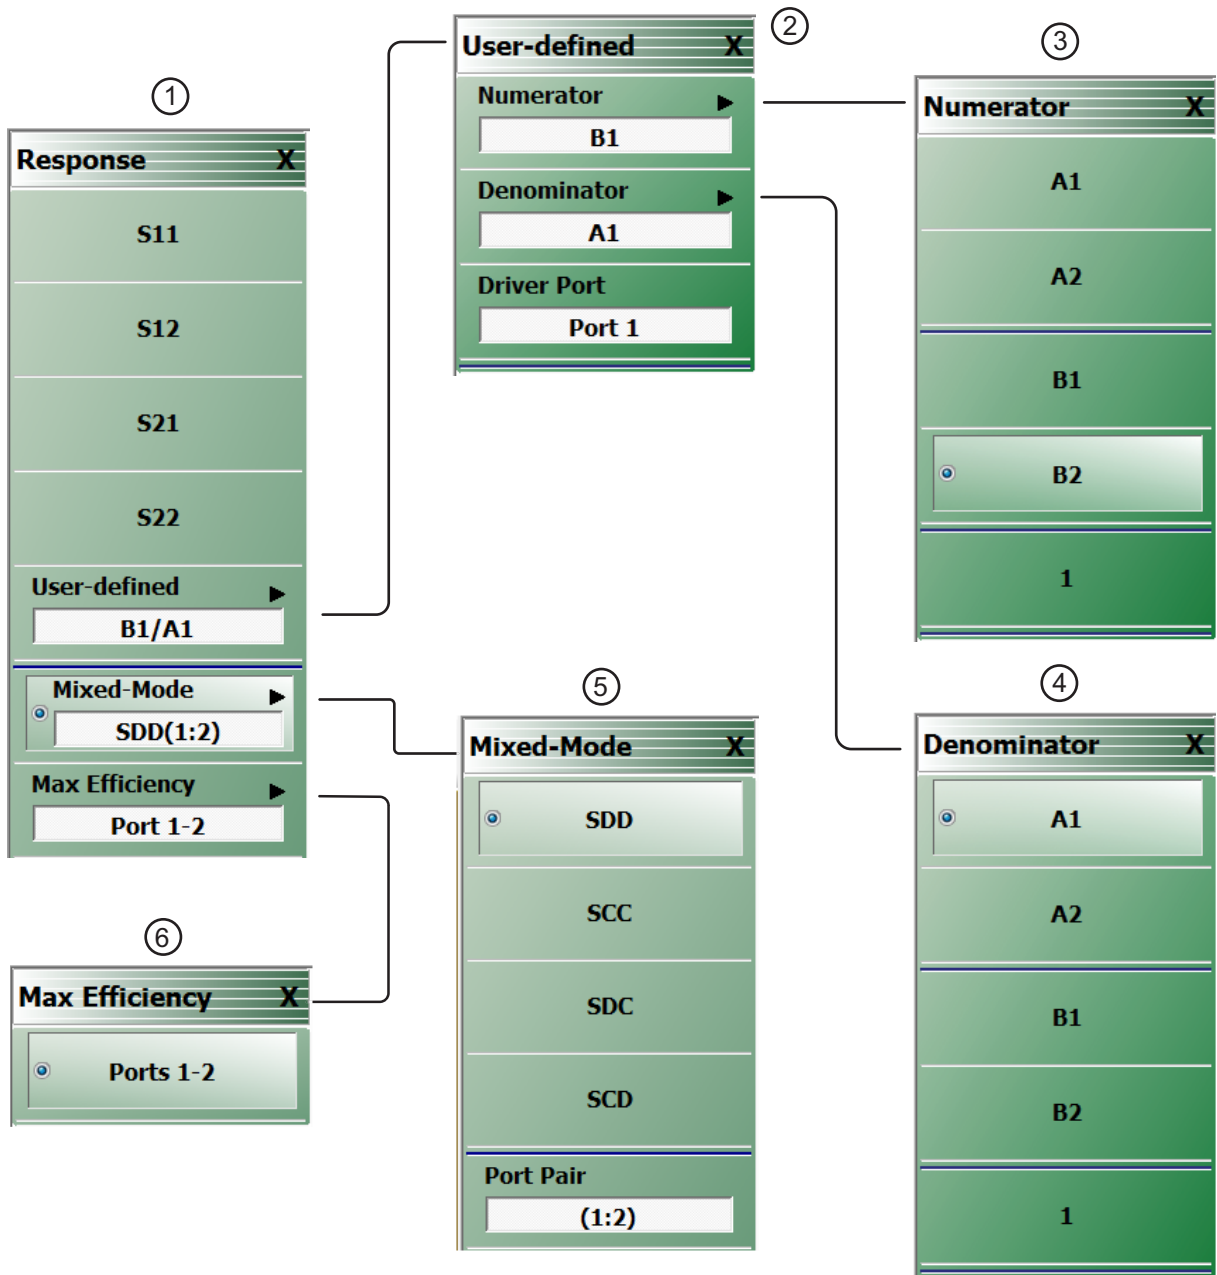 1
Response X
S11
S12
S21
S22
User-defined
B1/A1
Mixed-Mode
SDD(1:2)
Max Efficiency
Port 1-2
2
User-defined X
Numerator
B1
Denominator
A1
Driver Port
Port 1
3
Numerator X
A1
A2
B1
B2
1
4
Denominator X
A1
A2
B1
B2
1
5
Mixed-Mode X
SDD
SCC
SDC
SCD
Port Pair
(1:2)
6
Max Efficiency X
Ports 1-2